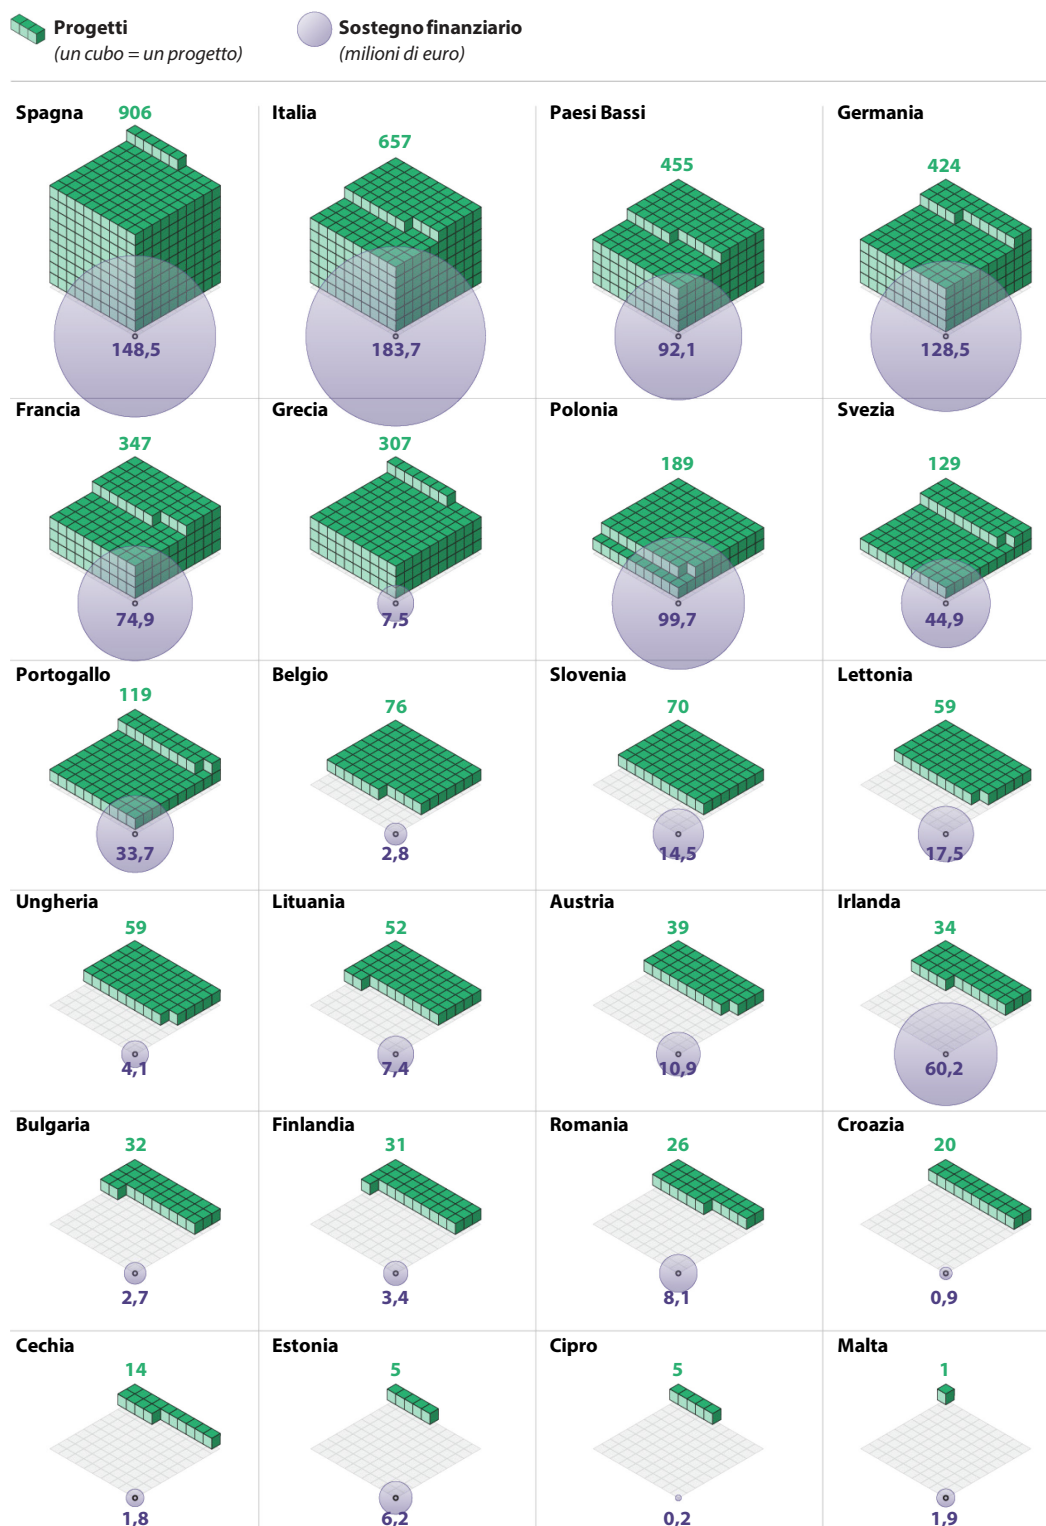 Progetti
(un cubo = un progetto)
Sostegno finanziario
(milioni di euro)
Spagna 906
148,5
Italia
657
183,7
Paesi Bassi
455
92,1
Germania
424
128,5
Francia
347
74,9
Grecia
307
7,5
Polonia
189
99,7
Svezia
129
44,9
Portogallo
119
33,7
Belgio
76
2,8
Slovenia
70
14,5
Lettonia
59
17,5
Ungheria
59
4,1
Lituania
52
7,4
Austria
39
10,9
Irlanda
34
60,2
Bulgaria
32
2,7
Finlandia
31
3,4
Romania
26
8,1
Croazia
20
0,9
Cechia
14
1,8
Estonia
5
6,2
Cipro
5
0,2
Malta
1
1,9